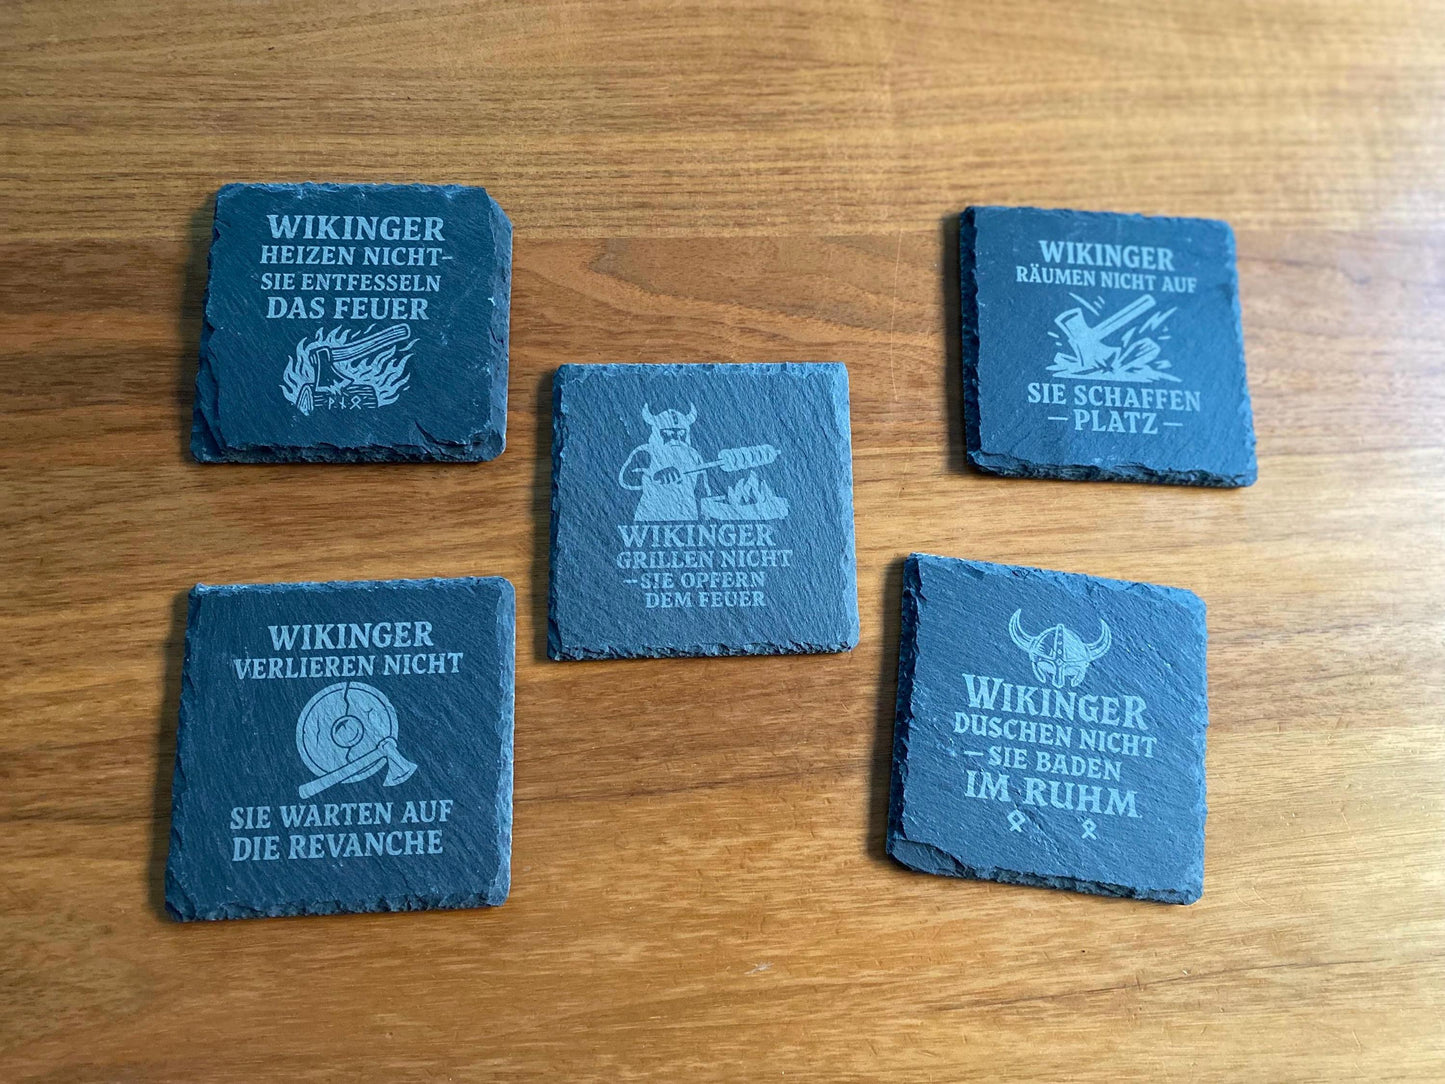 WIKINGER
HEIZEN NICHT–
SIE ENTFESSELN
DAS FEUER
WIKINGER
RÄUMEN NICHT AUF
SIE SCHAFFEN
–PLATZ–
WIKINGER
GRILLEN NICHT
–SIE OPFERN
DEM FEUER
WIKINGER
VERLIEREN NICHT
SIE WARTEN AUF
DIE REVANCHE
WIKINGER
DUSCHEN NICHT
–SIE BADEN
IM RUHM
ᛟ ᛟ